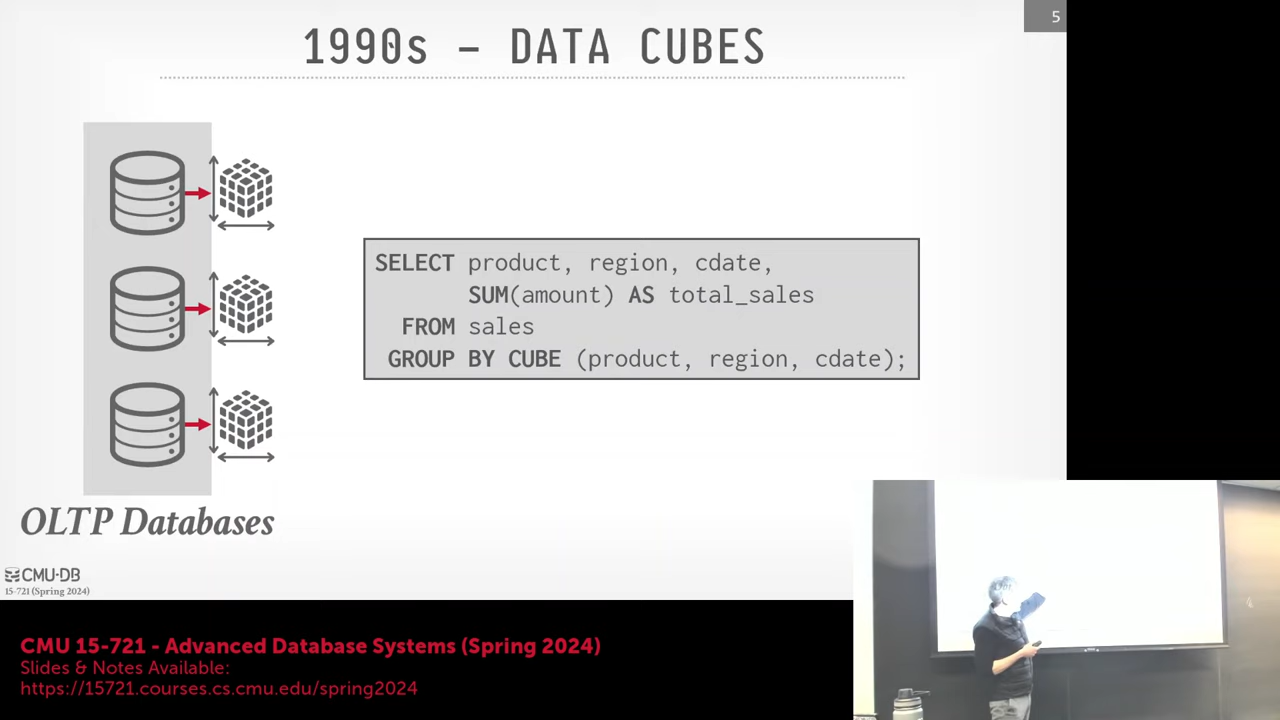 5
1990s – DATA CUBES
SELECT product, region, cdate,
SUM(amount) AS total_sales
FROM sales
GROUP BY CUBE (product, region, cdate);
OLTP Databases
CMU·DB
15-721 (Spring 2024)
CMU 15-721 - Advanced Database Systems (Spring 2024)
Slides & Notes Available:
https://15721.courses.cs.cmu.edu/spring2024